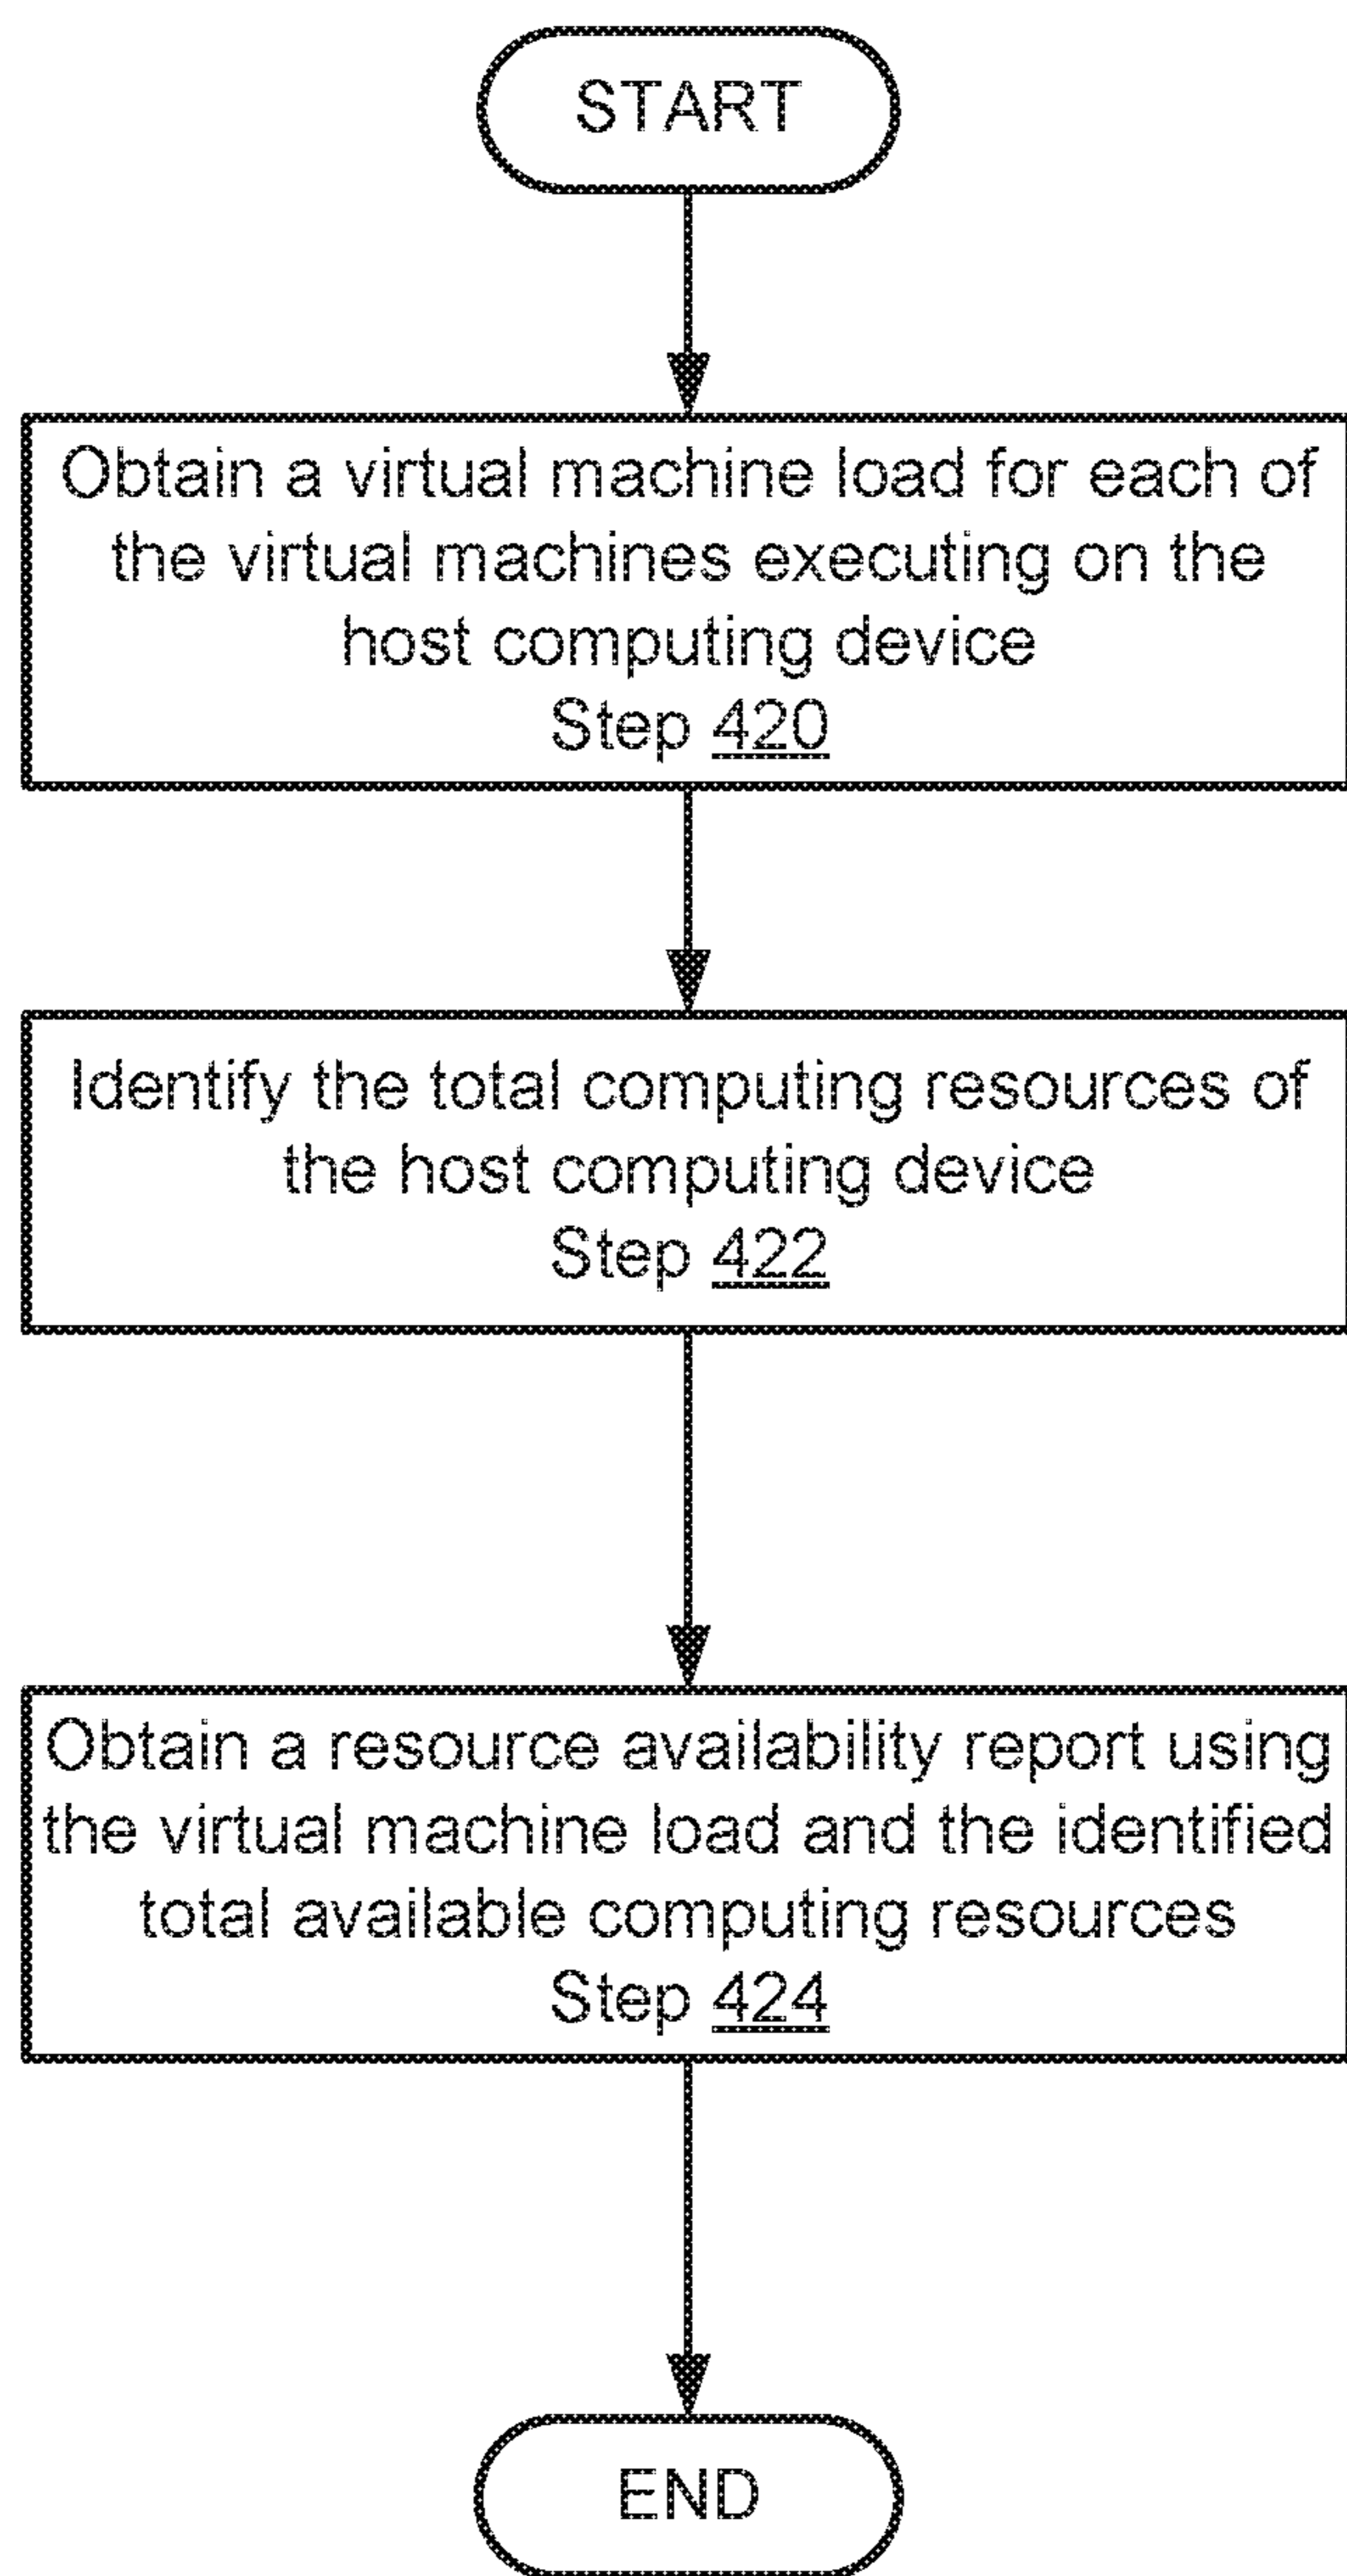 START
Obtain a virtual machine load for each of
the virtual machines executing on the
host computing device
Step 420
Identify the total computing resources of
the host computing device
Step 422
Obtain a resource availability report using
the virtual machine load and the identified
total available computing resources
Step 424
END